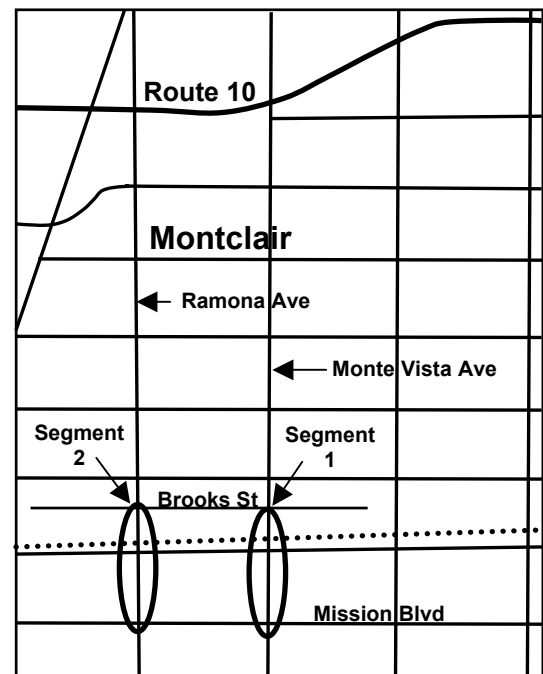 Route 10
Montclair
Ramona Ave
Monte Vista Ave
Segment
2
Segment
1
Brooks St
Mission Blvd